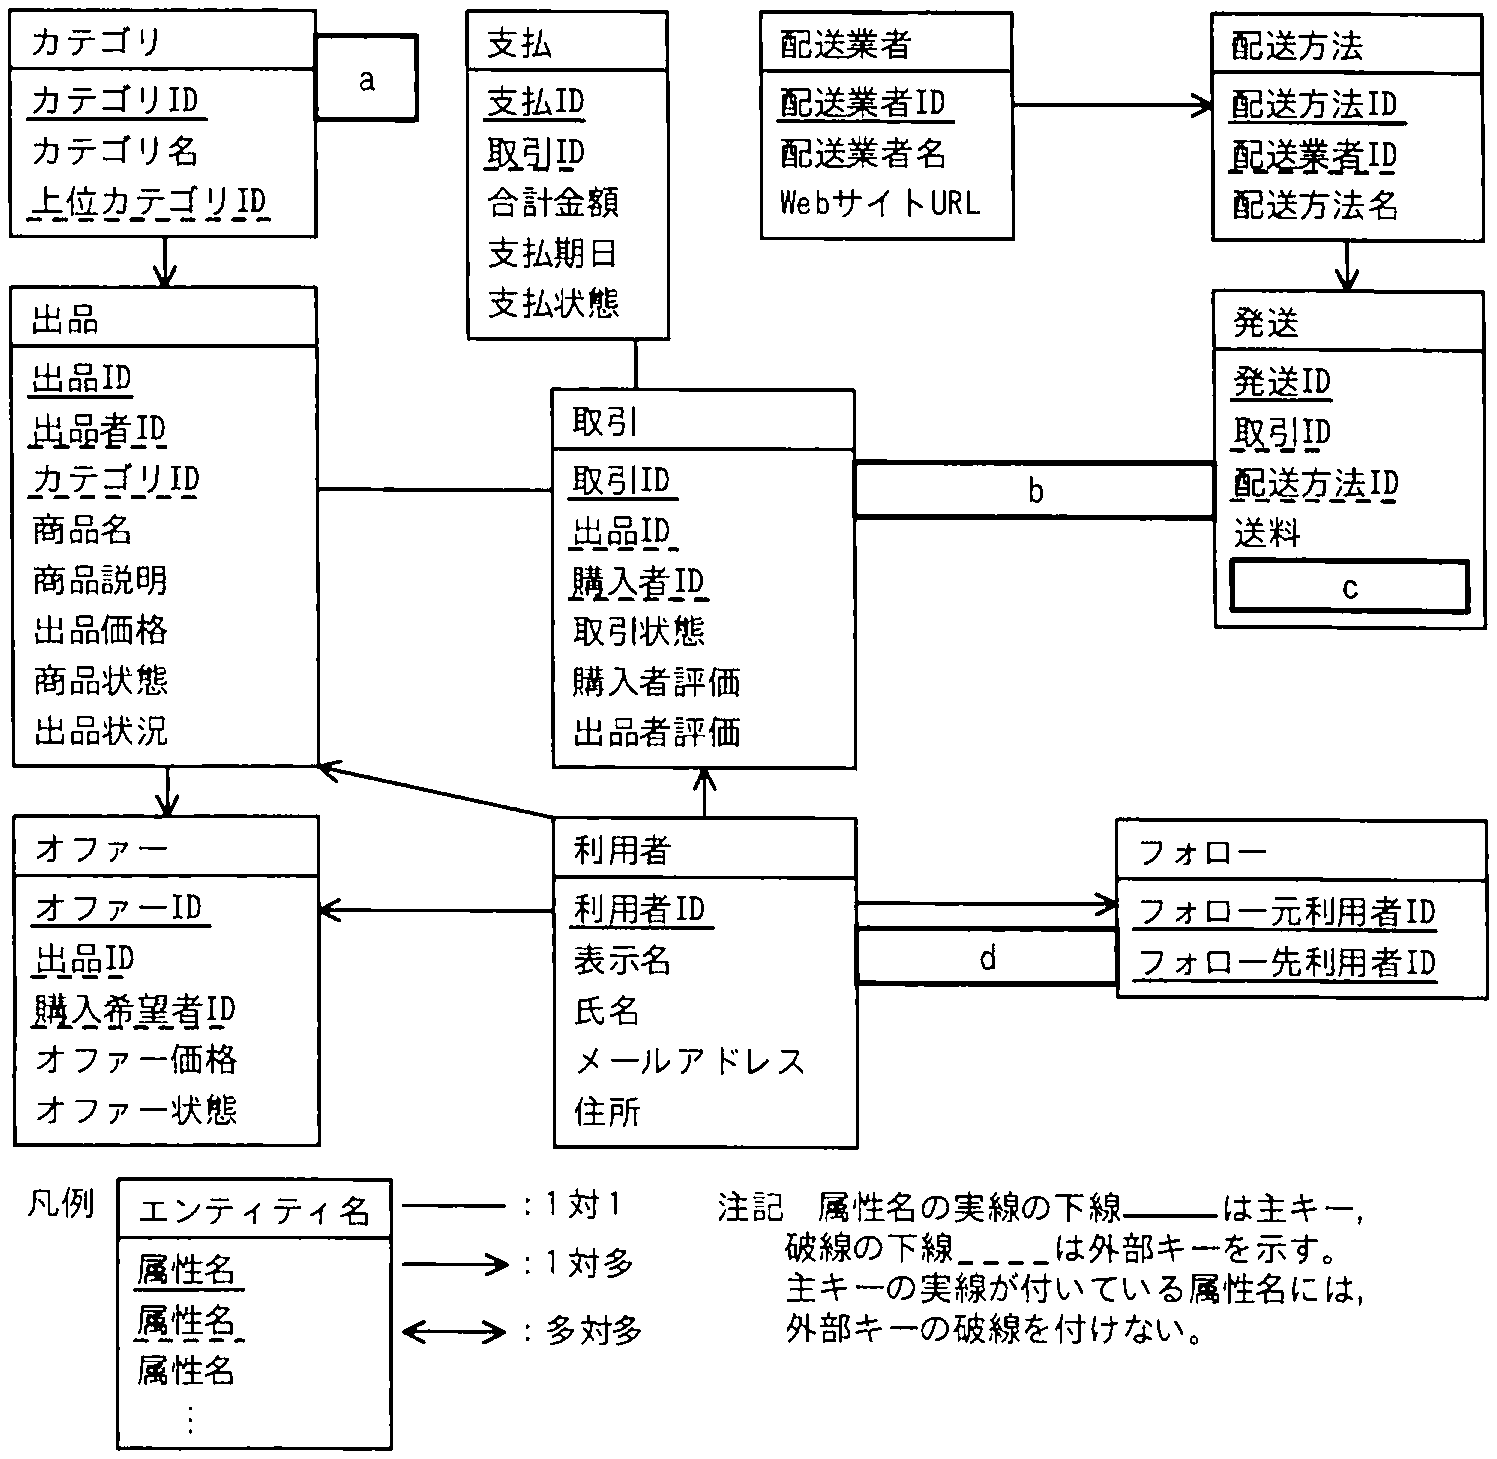 カテゴリ
カテゴリID
カテゴリ名
上位カテゴリID
a
支払
支払ID
取引ID
合計金額
支払期日
支払状態
配送業者
配送業者ID
配送業者名
WebサイトURL
配送方法
配送方法ID
配送業者ID
配送方法名
出品
出品ID
出品者ID
カテゴリID
商品名
商品説明
出品価格
商品状態
出品状況
取引
取引ID
出品ID
購入者ID
取引状態
購入者評価
出品者評価
b
発送
発送ID
取引ID
配送方法ID
送料
c
オファー
オファーID
出品ID
購入希望者ID
オファー価格
オファー状態
利用者
利用者ID
表示名
氏名
メールアドレス
住所
d
フォロー
フォロー元利用者ID
フォロー先利用者ID
凡例
エンティティ名
属性名
属性名
属性名
⋮
：1対1
：1対多
：多対多
注記　属性名の実線の下線＿＿＿は主キー，
破線の下線_ _ _ _は外部キーを示す。
主キーの実線が付いている属性名には，
外部キーの破線を付けない。